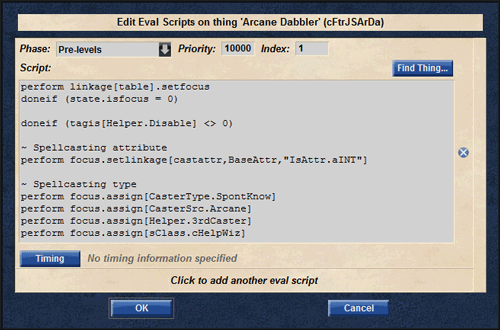 Edit Eval Scripts on thing 'Arcane Dabbler' (cFtrJSArDa)
Phase: Pre-levels Priority: 10000 Index: 1
Script: Find Thing...
perform linkage[table].setfocus
doneif (state.isfocus = 0)
doneif (tagis[Helper.Disable] <> 0)
~ Spellcasting attribute
perform focus.setlinkage[castattr,BaseAttr,"IsAttr.aINT"]
~ Spellcasting type
perform focus.assign[CasterType.SpontKnow]
perform focus.assign[CasterSrc.Arcane]
perform focus.assign[Helper.3rdCaster]
perform focus.assign[sClass.cHelpWiz]
Timing No timing information specified
Click to add another eval script
OK Cancel